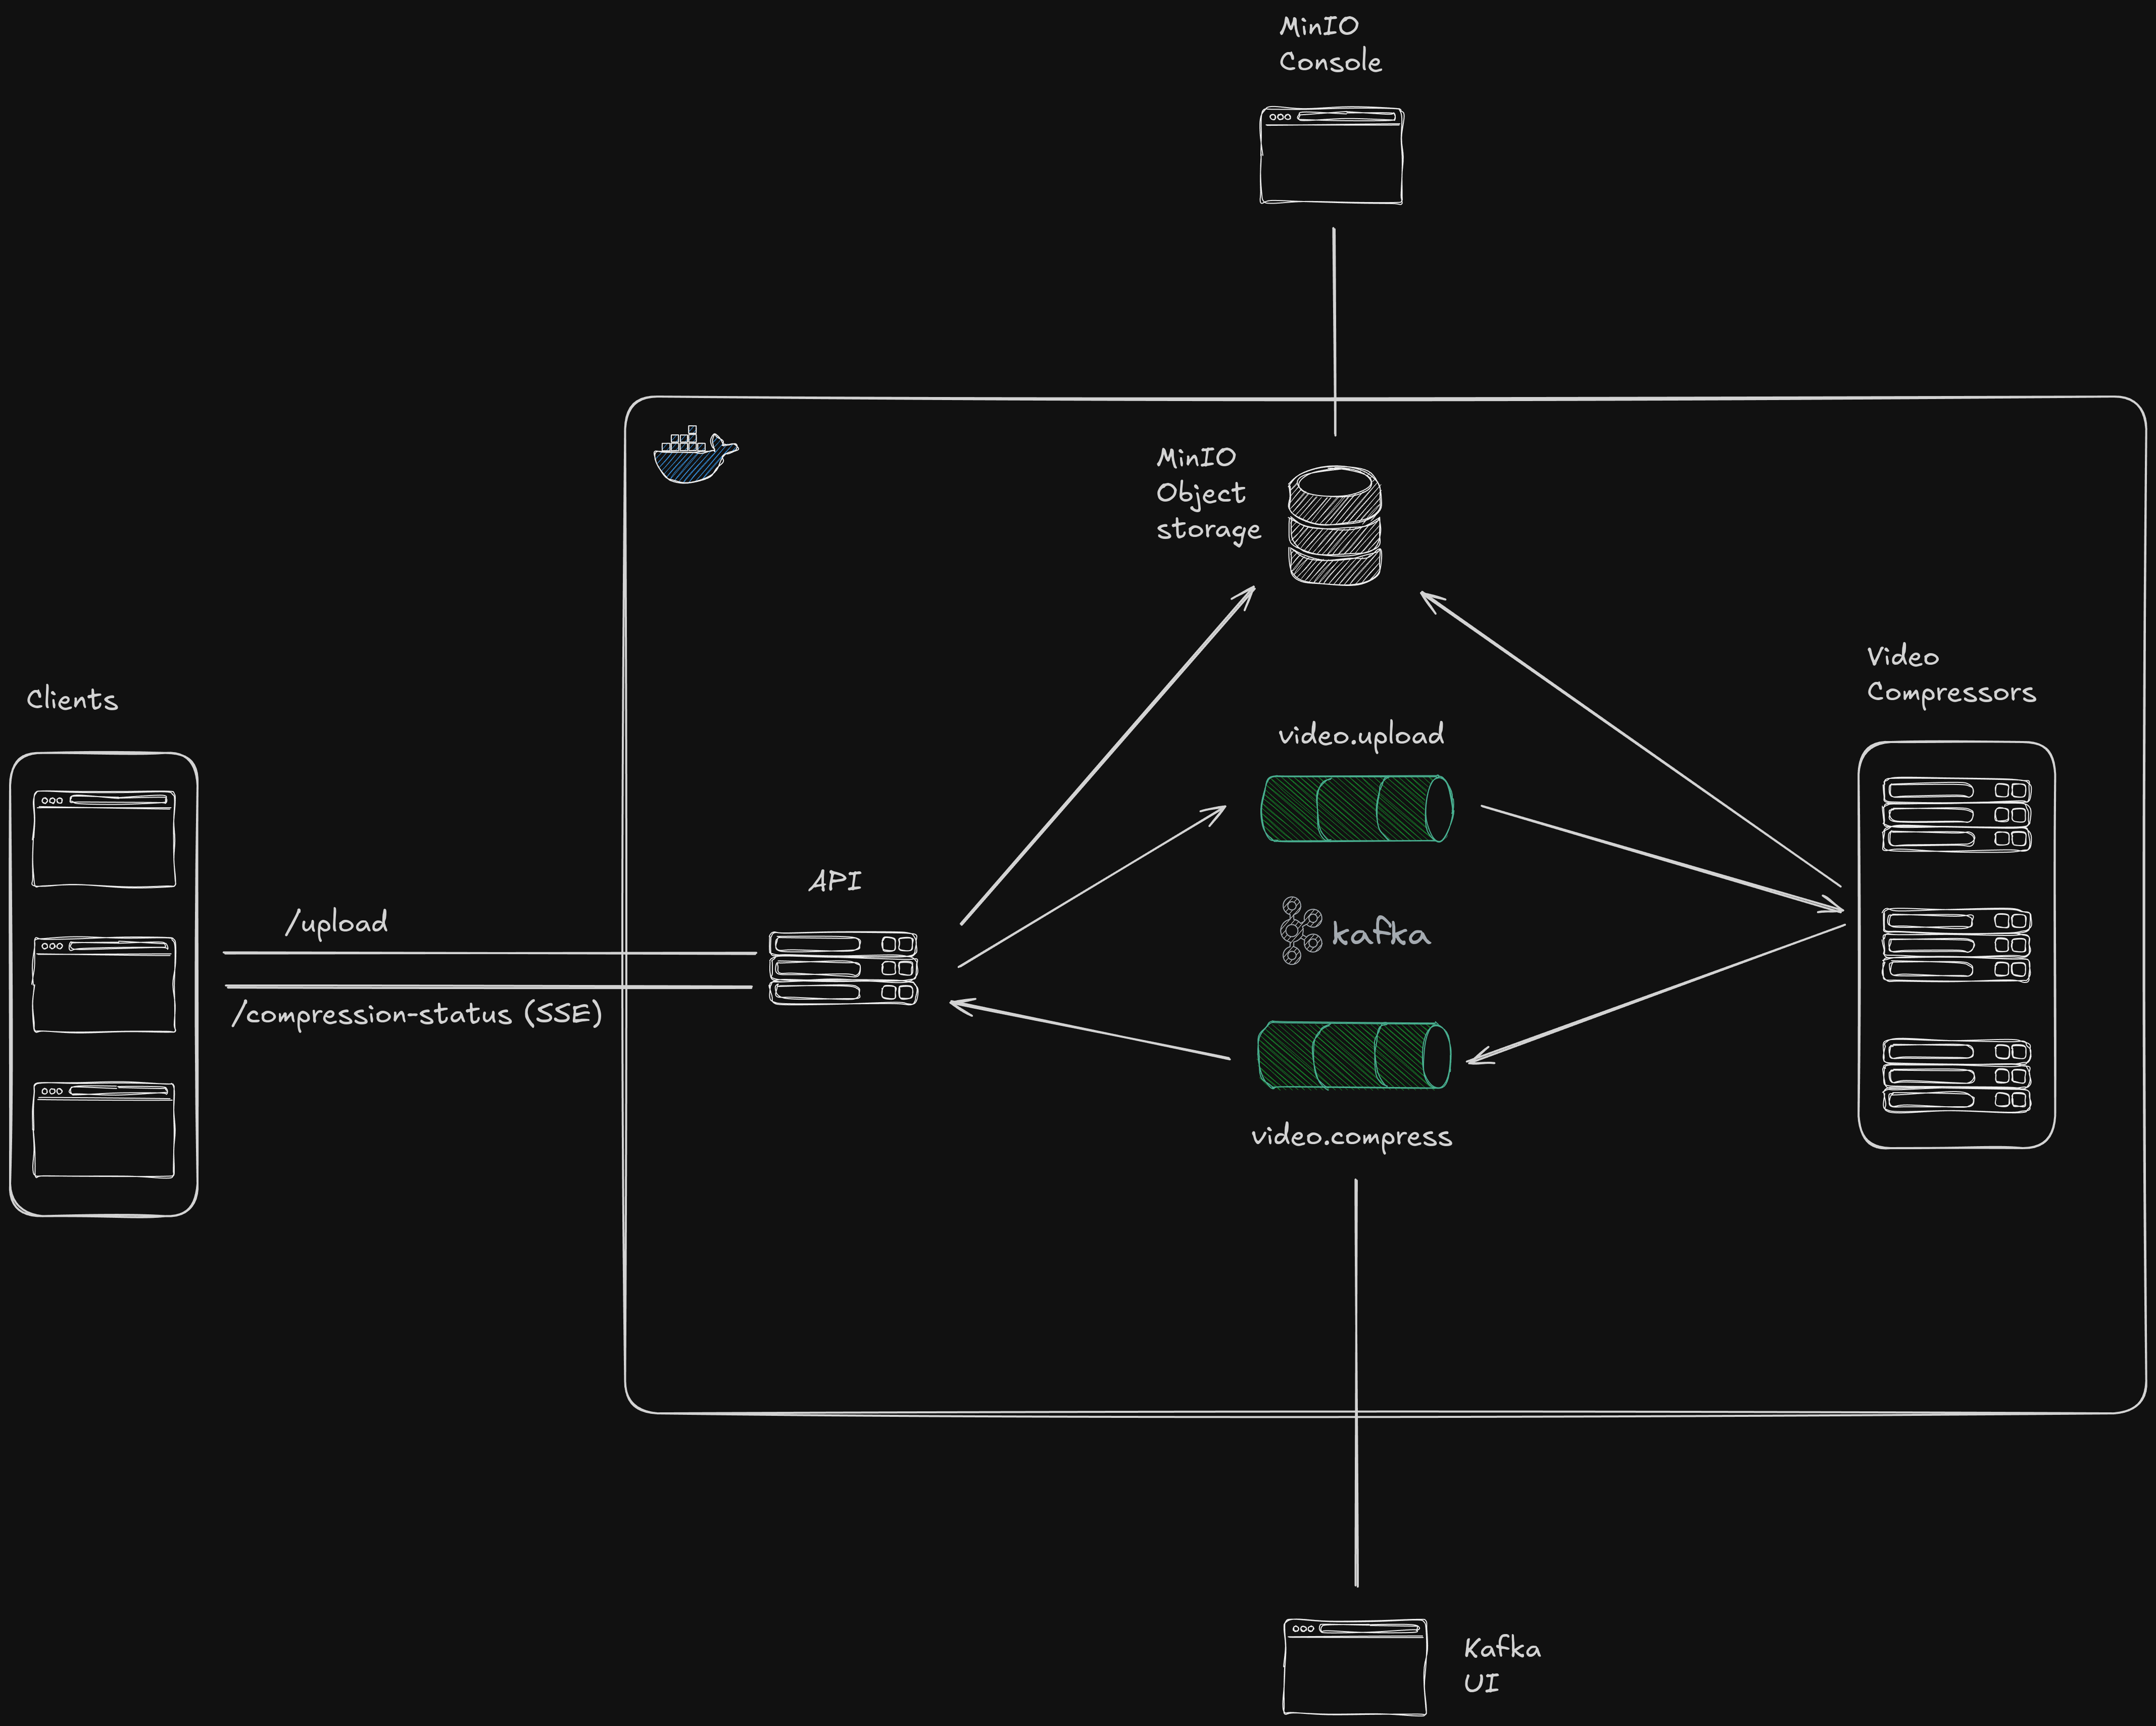 MinIO
Console
MinIO
Object
storage
Video
Compressors
Clients
video.upload
API
/upload
kafka
/compression-status (SSE)
video.compress
Kafka
UI